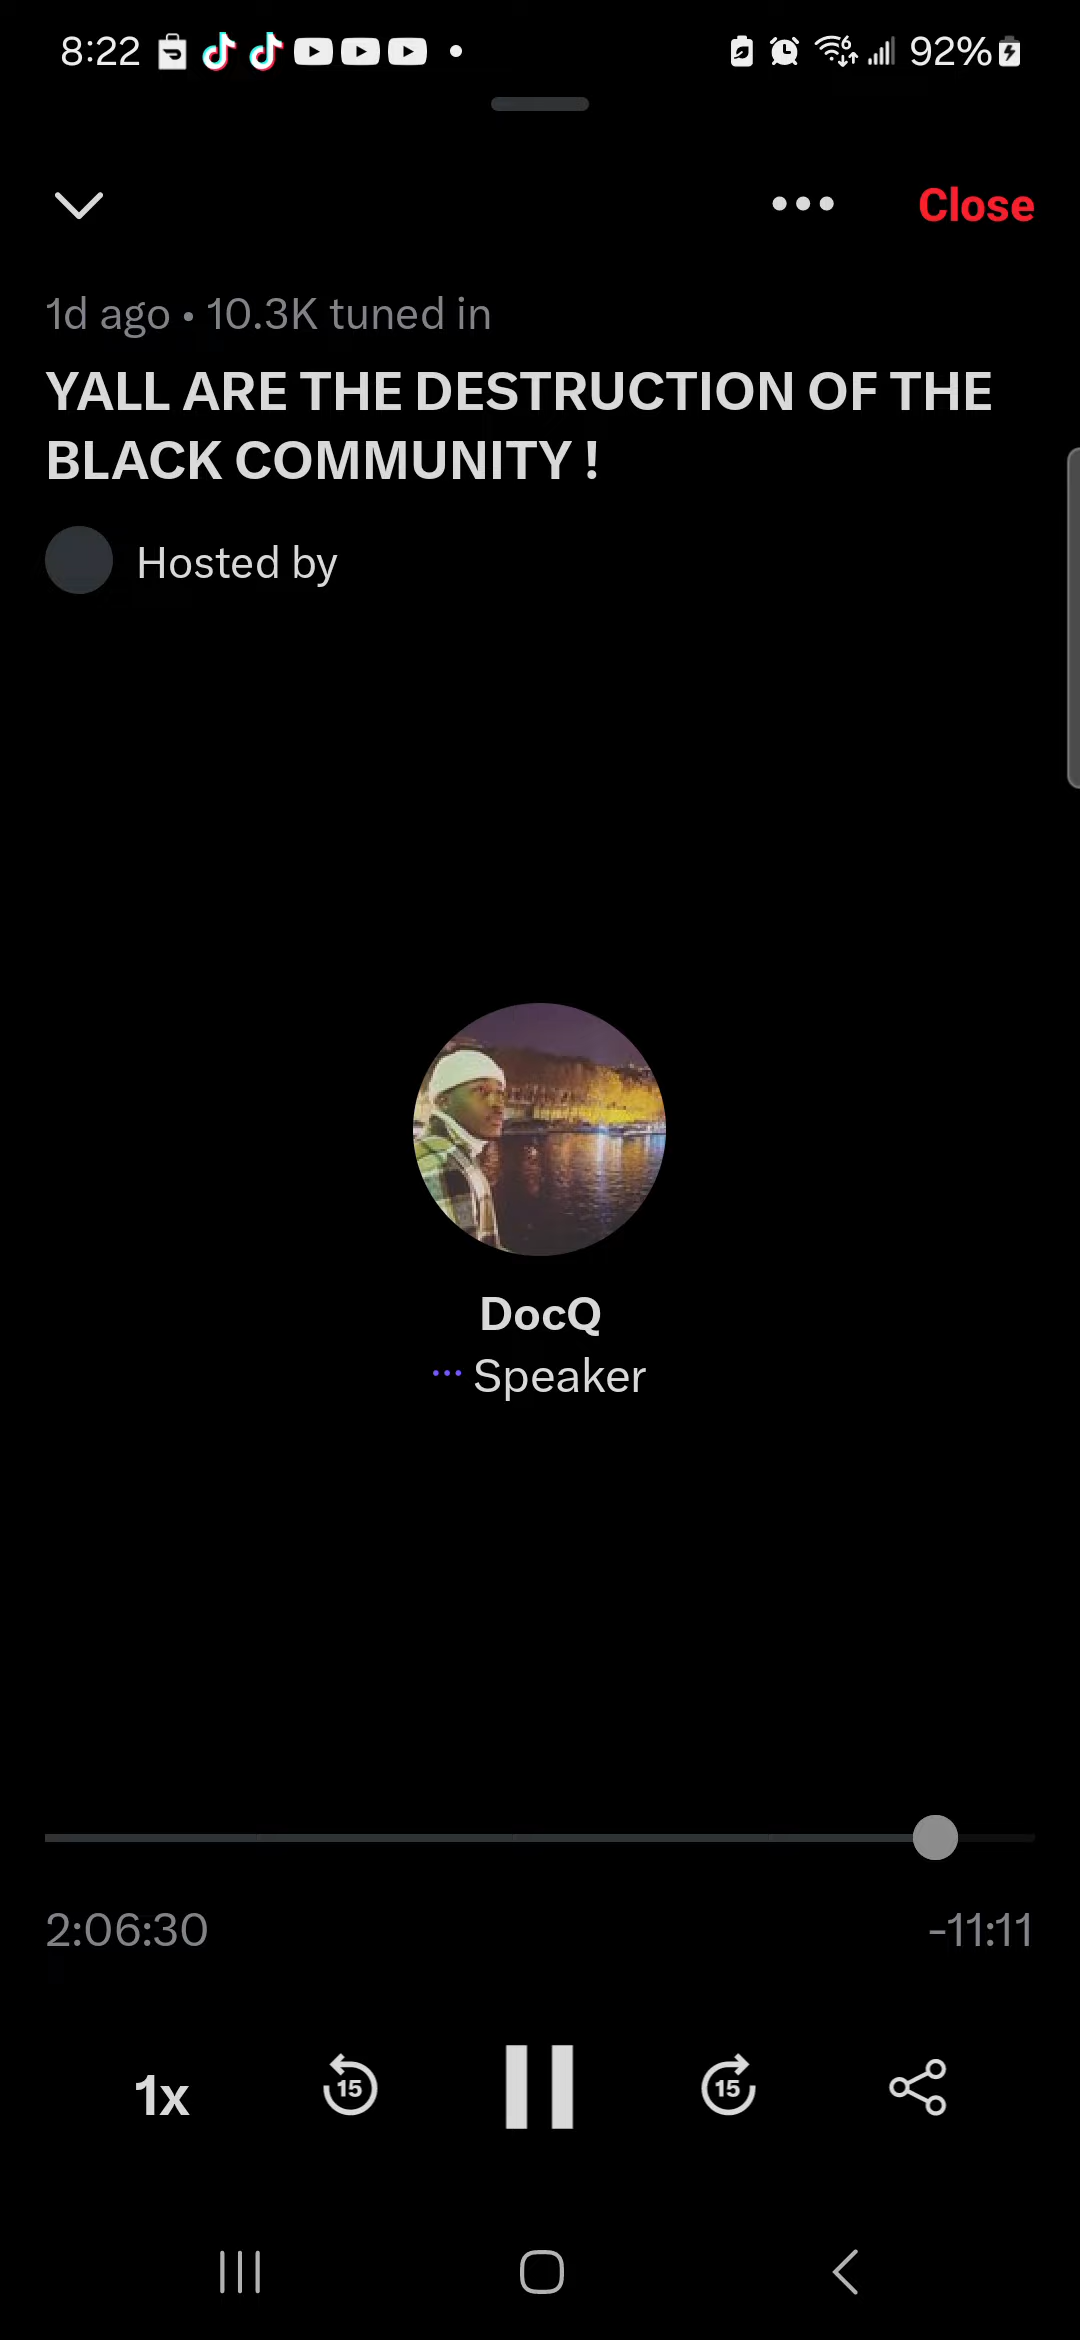 8:22 92%
Close
1d ago • 10.3K tuned in
YALL ARE THE DESTRUCTION OF THE
BLACK COMMUNITY !
Hosted by
DocQ
Speaker
2:06:30 -11:11
1x 15 15